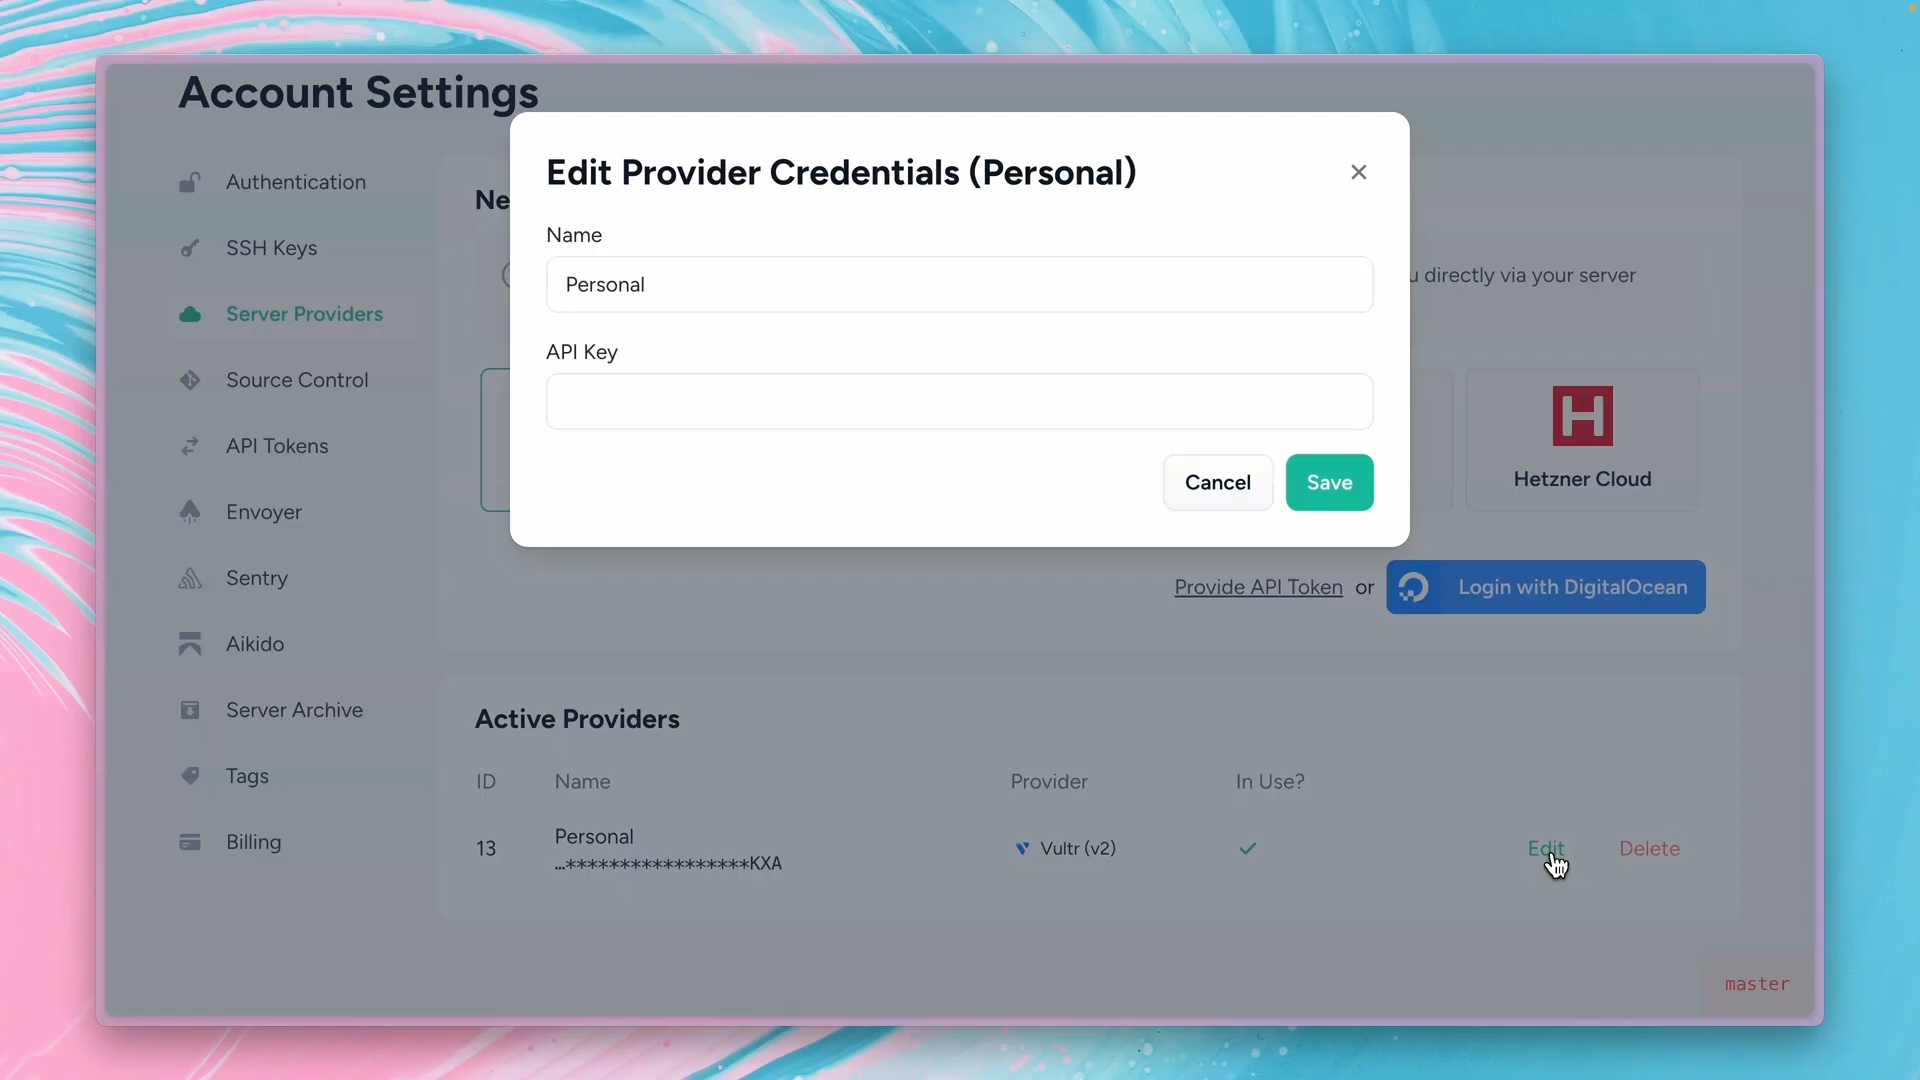 Account Settings
Authentication
SSH Keys
Server Providers
Source Control
API Tokens
Envoyer
Sentry
Aikido
Server Archive
Tags
Billing
Ne
Edit Provider Credentials (Personal)
Name
Personal
API Key
Cancel
Save
directly via your server
Hetzner Cloud
Provide API Token or
Login with DigitalOcean
Active Providers
ID Name Provider In Use?
13 Personal Vultr (v2) Edit Delete
…*****************KXA
master